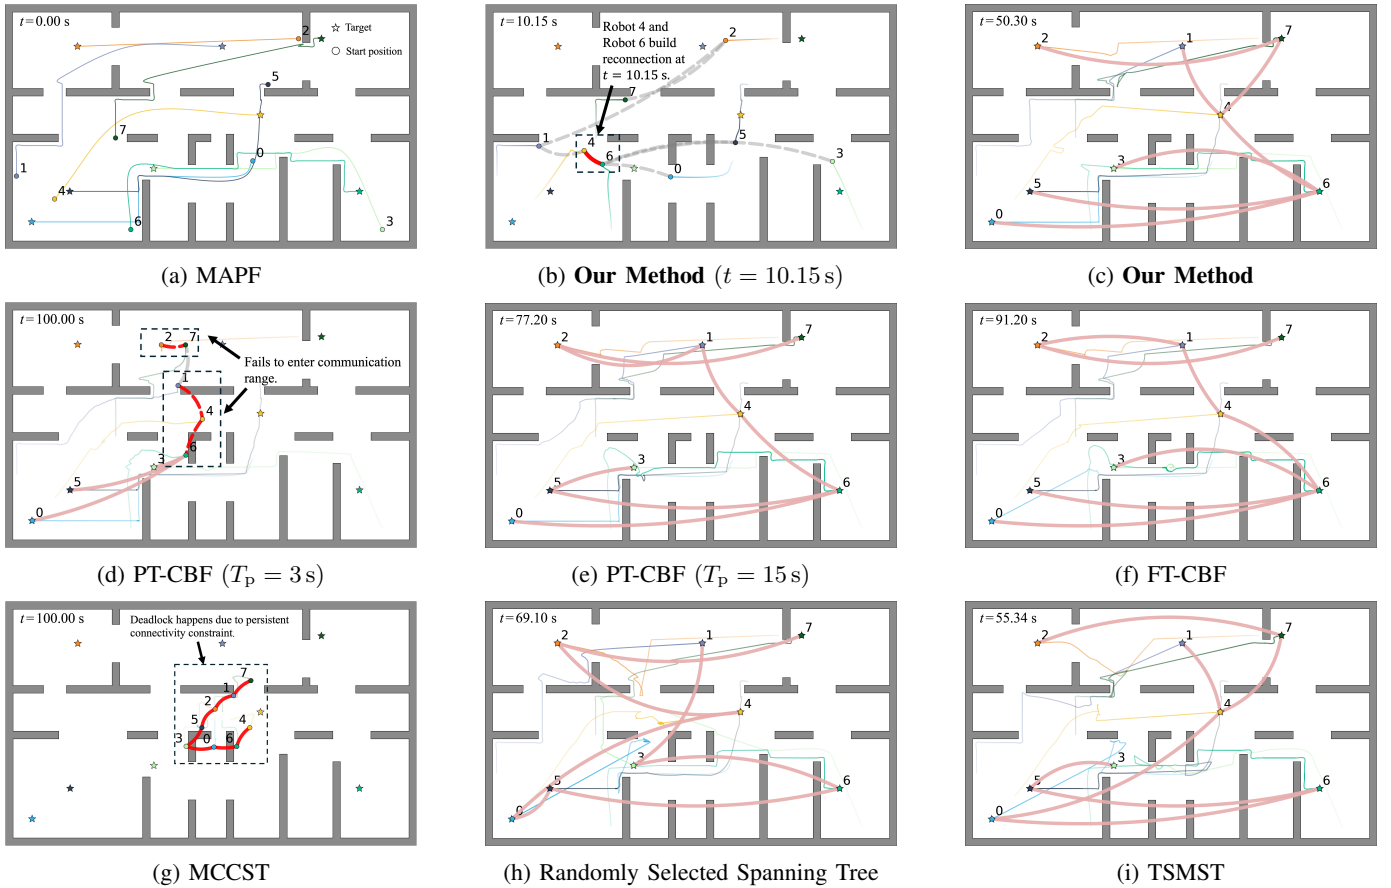 t=0.00 s
2
Target
Start position
5
7
0
1
4
6
3
(a) MAPF
t=10.15 s
Robot 4 and
Robot 6 build
reconnection at
t = 10.15 s.
2
7
1
4
5
6
3
0
(b) Our Method (t = 10.15 s)
t=50.30 s
2
1
7
4
3
5
6
0
(c) Our Method
t=100.00 s
2
7
Fails to enter communication
range.
1
4
6
3
5
0
(d) PT-CBF (Tp = 3 s)
t=77.20 s
2
1
7
4
3
5
6
0
(e) PT-CBF (Tp = 15 s)
t=91.20 s
2
1
7
4
3
5
6
0
(f) FT-CBF
t=100.00 s
Deadlock happens due to persistent
connectivity constraint.
7
1
2
5
4
3
0
6
(g) MCCST
t=69.10 s
2
1
7
4
3
5
6
0
(h) Randomly Selected Spanning Tree
t=55.34 s
2
1
7
4
3
5
6
0
(i) TSMST